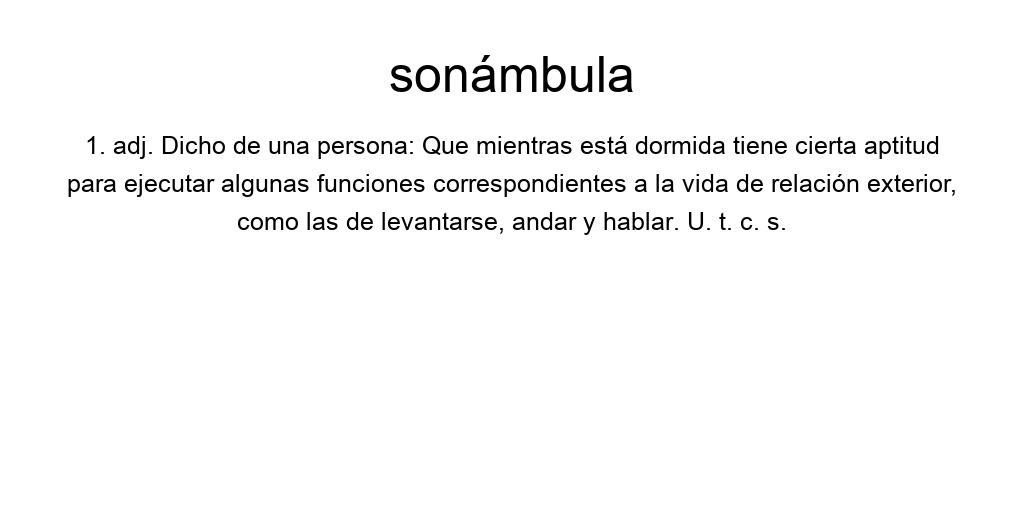 sonámbula
1. adj. Dicho de una persona: Que mientras está dormida tiene cierta aptitud
para ejecutar algunas funciones correspondientes a la vida de relación exterior,
como las de levantarse, andar y hablar. U. t. c. s.